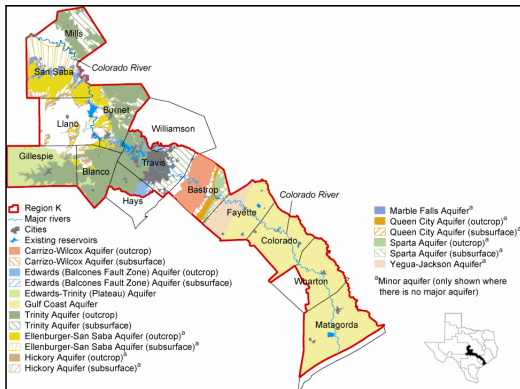 Mills
Colorado River
San Saba
Burnet
Llano
Williamson
Gillespie
Travis
Blanco
Hays
Bastrop
Colorado River
Fayette
Colorado
Wharton
Matagorda
Region K
Major rivers
Cities
Existing reservoirs
Carrizo-Wilcox Aquifer (outcrop)
Carrizo-Wilcox Aquifer (subsurface)
Edwards (Balcones Fault Zone) Aquifer (outcrop)
Edwards (Balcones Fault Zone) Aquifer (subsurface)
Edwards-Trinity (Plateau) Aquifer
Gulf Coast Aquifer
Trinity Aquifer (outcrop)
Trinity Aquifer (subsurface)
Ellenburger-San Saba Aquifer (outcrop)a
Ellenburger-San Saba Aquifer (subsurface)a
Hickory Aquifer (outcrop)a
Hickory Aquifer (subsurface)a
Marble Falls Aquifera
Queen City Aquifer (outcrop)a
Queen City Aquifer (subsurface)a
Sparta Aquifer (outcrop)a
Sparta Aquifer (subsurface)a
Yegua-Jackson Aquifera
aMinor aquifer (only shown where
there is no major aquifer)